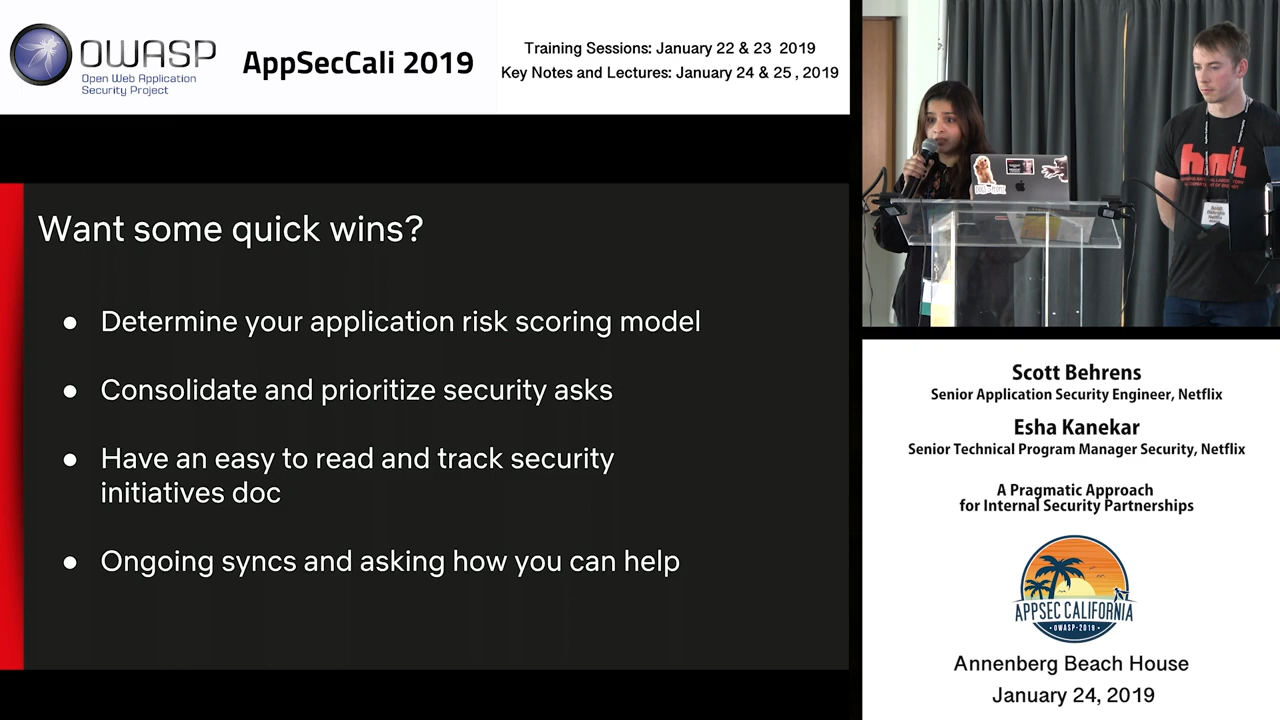 OWASP
Open Web Application
Security Project
AppSecCali 2019
Training Sessions: January 22 & 23 2019
Key Notes and Lectures: January 24 & 25 , 2019
Want some quick wins?
● Determine your application risk scoring model
● Consolidate and prioritize security asks
● Have an easy to read and track security
initiatives doc
● Ongoing syncs and asking how you can help
Scott Behrens
Senior Application Security Engineer, Netflix
Esha Kanekar
Senior Technical Program Manager Security, Netflix
A Pragmatic Approach
for Internal Security Partnerships
APPSEC CALIFORNIA
• OWASP-2019 •
Annenberg Beach House
January 24, 2019